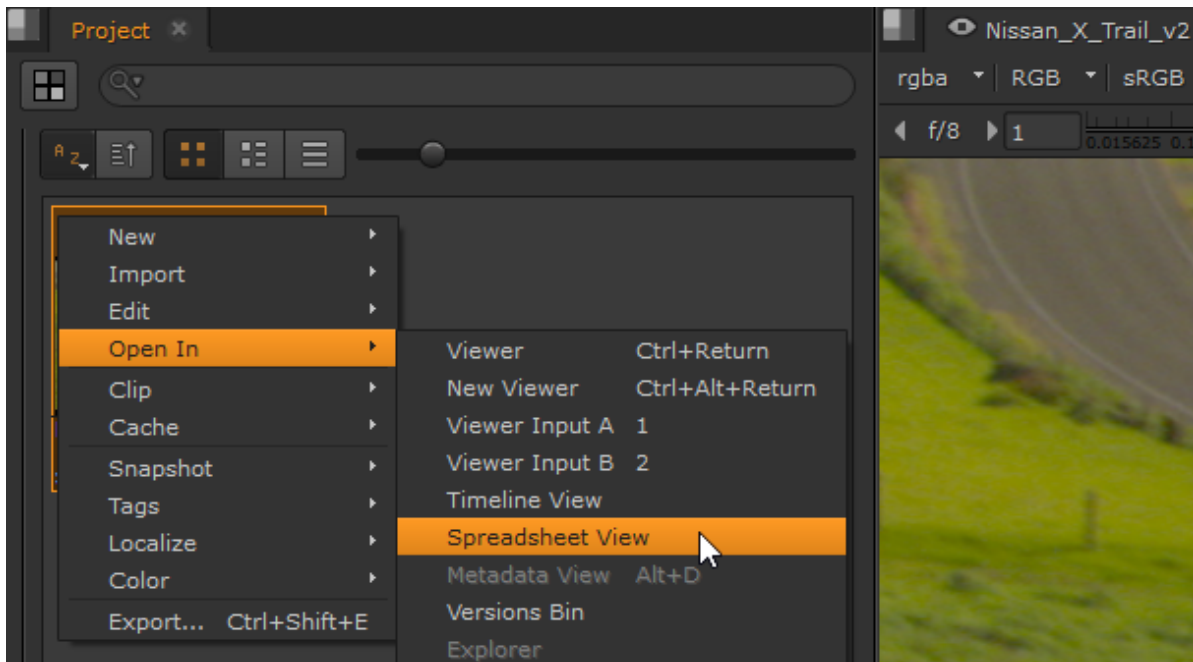 Project
Nissan_X_Trail_v2
rgba RGB sRGB
f/8 1
0.015625
A Z
New
Import
Edit
Open In
Clip
Cache
Snapshot
Tags
Localize
Color
Export... Ctrl+Shift+E
Viewer Ctrl+Return
New Viewer Ctrl+Alt+Return
Viewer Input A 1
Viewer Input B 2
Timeline View
Spreadsheet View
Metadata View Alt+D
Versions Bin
Explorer